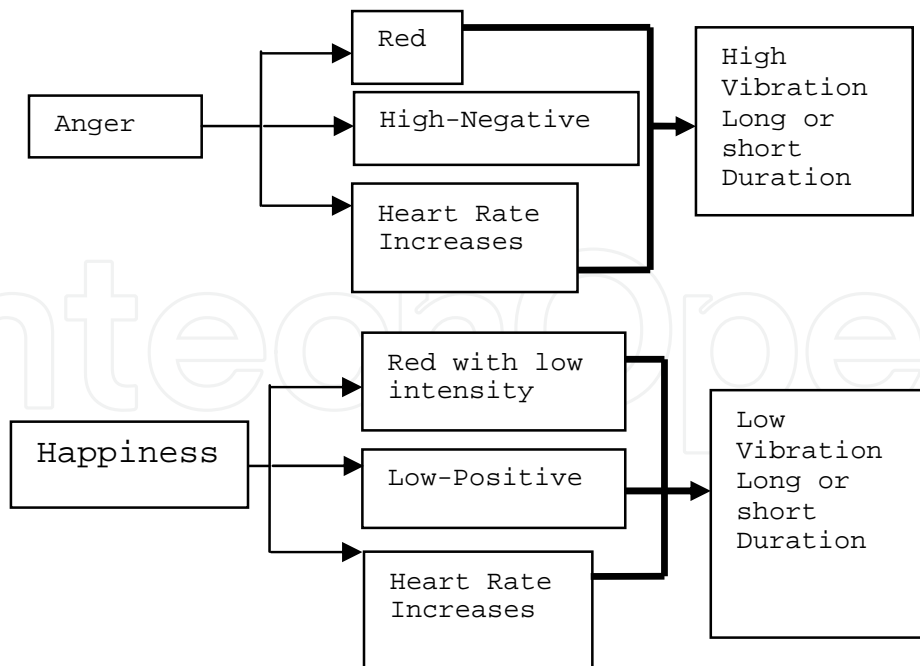 Red
High
Vibration
Long or
short
Duration
Anger
High-Negative
Heart Rate
Increases
Red with low
intensity
Happiness
Low-Positive
Low
Vibration
Long or
short
Duration
Heart Rate
Increases